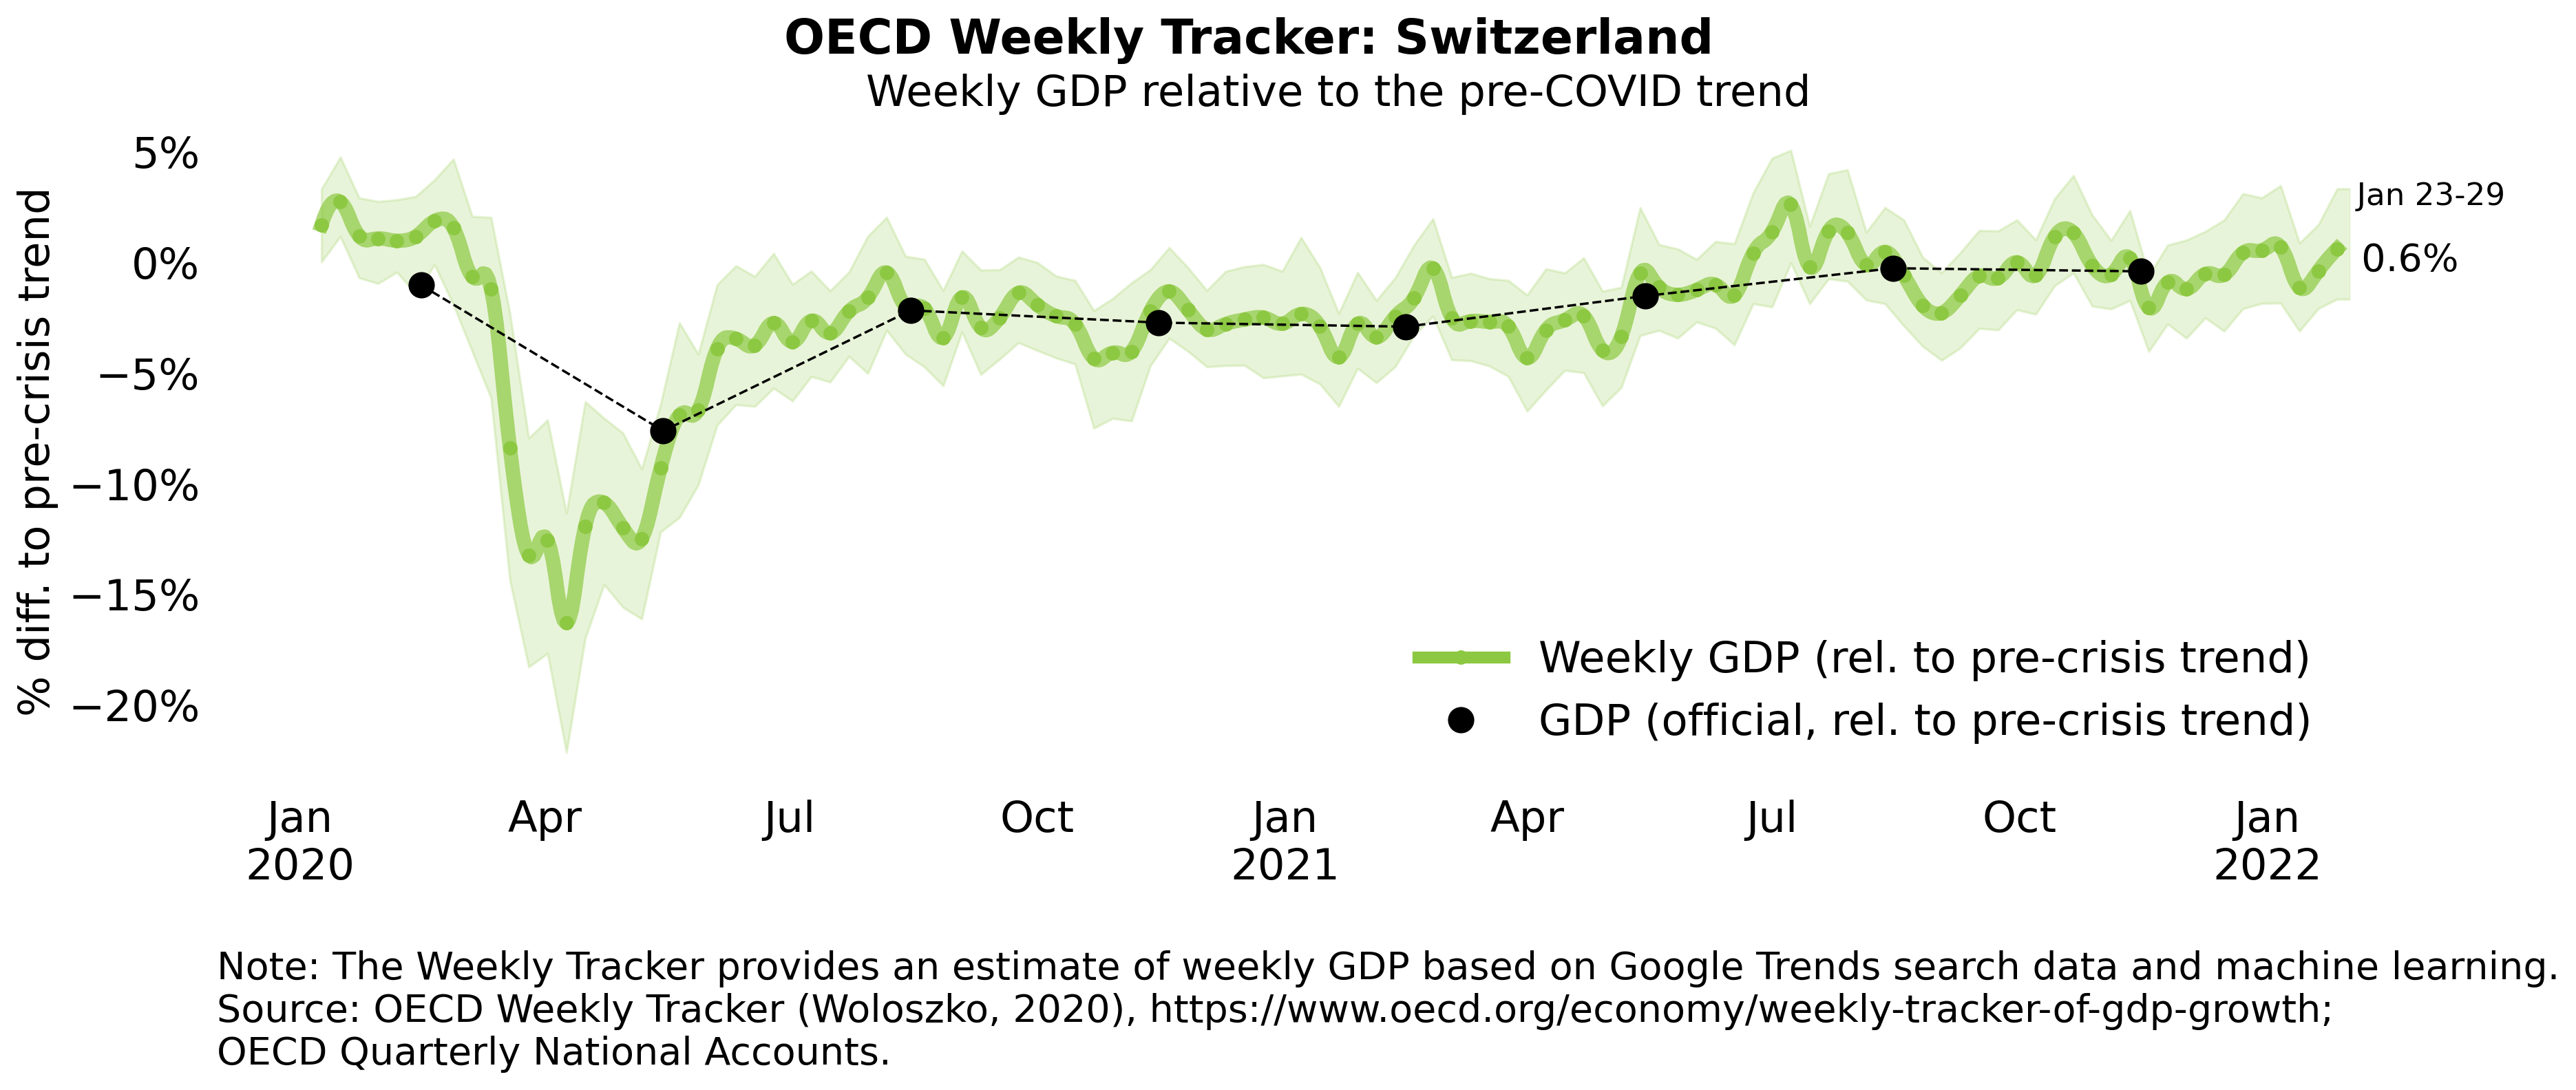 OECD Weekly Tracker: Switzerland
Weekly GDP relative to the pre-COVID trend
% diff. to pre-crisis trend
5%
0%
−5%
−10%
−15%
−20%
Jan 23-29
0.6%
Weekly GDP (rel. to pre-crisis trend)
GDP (official, rel. to pre-crisis trend)
Jan Apr Jul Oct Jan Apr Jul Oct Jan
2020 2021 2022
Note: The Weekly Tracker provides an estimate of weekly GDP based on Google Trends search data and machine learning.
Source: OECD Weekly Tracker (Woloszko, 2020), https://www.oecd.org/economy/weekly-tracker-of-gdp-growth;
OECD Quarterly National Accounts.